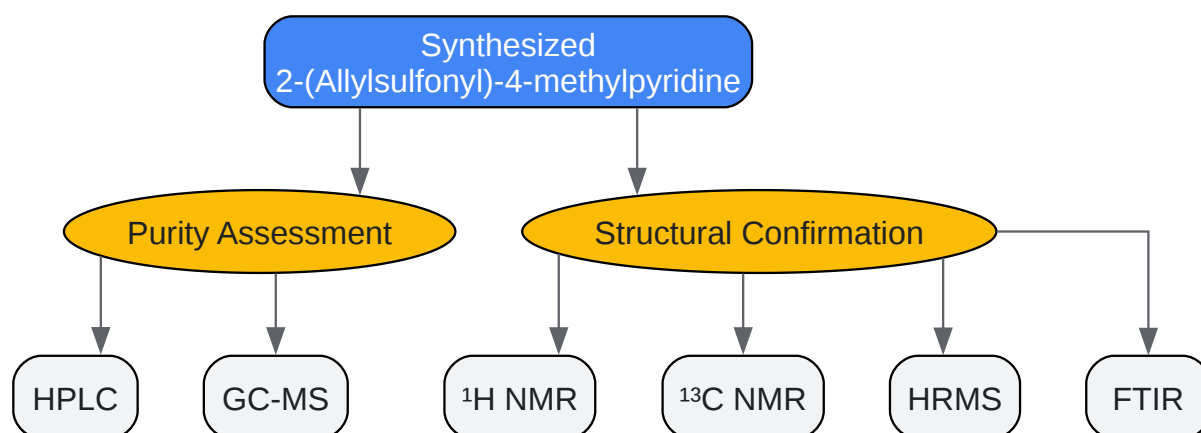 Synthesized
2-(Allylsulfonyl)-4-methylpyridine
Purity Assessment
Structural Confirmation
HPLC
GC-MS
¹H NMR
¹³C NMR
HRMS
FTIR